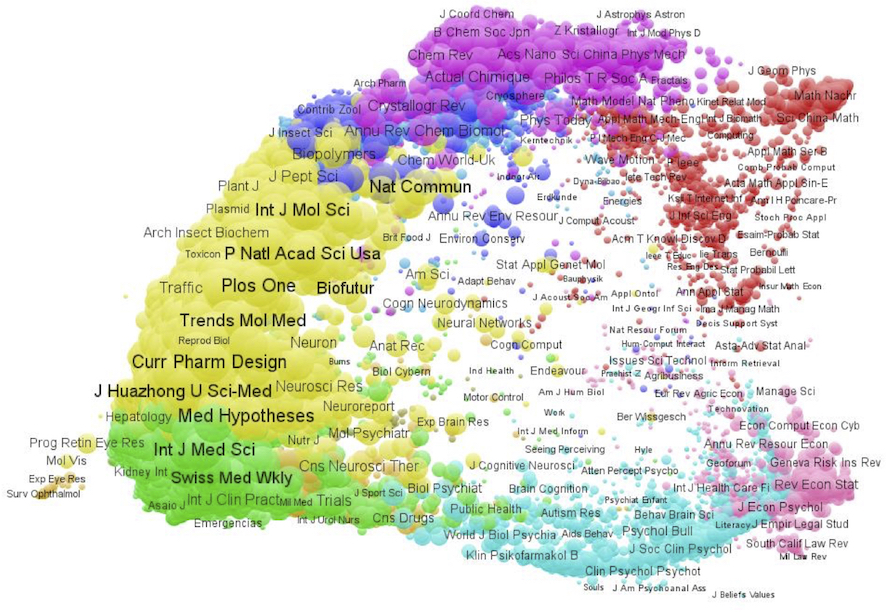 J Coord Chem
J Astrophys Astron
B Chem Soc Jpn
Z Kristallogr
Int J Mod Phys D
Chem Rev
Acs Nano
Sci China Phys Mech
J Geom Phys
Actual Chimique
Philos T R Soc A
Fractals
Arch Pharm
Cryosphere
Math Nachr
Contrib Zool
Crystallogr Rev
Math Model Nat Pheno
Kinet Relat Mod
Phys Today
Appl Math Mech-Engl
Int J Biomath
Sci China-Math
J Insect Sci
Annu Rev Chem Biomol
Kerntechnik
P I Mech Eng C-J Mec
Computing
Biopolymers
Chem World-Uk
Wave Motion
P Ieee
Appl Math Ser B
Comb Probab Comput
J Pept Sci
Indoor Air
Dyna-Bilbao
Iete Tech Rev
Acta Math Appl Sin-E
Plant J
Nat Commun
Erdkunde
Energies
Ksii T Internet Inf
Ann I H Poincare-Pr
Plasmid
Int J Mol Sci
Annu Rev Env Resour
J Comput Acoust
J Inf Sci Eng
Stoch Proc Appl
Arch Insect Biochem
Brit Food J
Environ Conserv
Acm T Knowl Discov D
Esaim-Probab Stat
Toxicon
P Natl Acad Sci Usa
Ieee T Educ
Iie Trans
Bernoulli
Stat Appl Genet Mol
Res Eng Des
Stat Probabil Lett
Traffic
Plos One
Biofutur
Am Sci
Adapt Behav
Bauphysik
Insur Math Econ
J Acoust Soc Am
Appl Ontol
Ann Appl Stat
Cogn Neurodynamics
Int J Geogr Inf Sci
Ima J Manag Math
Trends Mol Med
Neural Networks
Nat Resour Forum
Decis Support Syst
Reprod Biol
Neuron
Anat Rec
Cogn Comput
Hum-Comput Interact
Asta-Adv Stat Anal
Curr Pharm Design
Burns
Biol Cybern
Ind Health
Endeavour
Issues Sci Technol
Inform Retrieval
Praehist Z
Agribusiness
J Huazhong U Sci-Med
Neurosci Res
Motor Control
Am J Hum Biol
Eur Rev Agric Econ
Manage Sci
Hepatology
Med Hypotheses
Neuroreport
Work
Ber Wissgesch
Technovation
Exp Brain Res
Econ Comput Econ Cyb
Prog Retin Eye Res
Nutr J
Mol Psychiatr
Int J Med Inform
Annu Rev Resour Econ
Int J Med Sci
Seeing Perceiving
Hyle
Mol Vis
Kidney Int
Cns Neurosci Ther
J Cognitive Neurosci
Atten Percept Psycho
Geoforum
Geneva Risk Ins Rev
Exp Eye Res
Swiss Med Wkly
Surv Ophthalmol
J Sport Sci
Biol Psychiat
Brain Cognition
Int J Health Care Fi
Rev Econ Stat
Int J Clin Pract
Mil Med
Trials
Psychiat Enfant
Asaio J
Public Health
Autism Res
Behav Brain Sci
J Econ Psychol
Emergencias
Int J Urol Nurs
Cns Drugs
Literacy
J Empir Legal Stud
World J Biol Psychia
Aids Behav
Psychol Bull
South Calif Law Rev
Klin Psikofarmakol B
J Soc Clin Psychol
Mil Law Rev
Clin Psychol Psychot
Souls
J Am Psychoanal Ass
J Beliefs Values